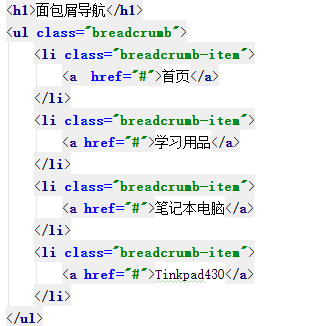 <h1>面包屑导航</h1>
<ul class="breadcrumb">
<li class="breadcrumb-item">
<a  href="#">首页</a>
</li>
<li class="breadcrumb-item">
<a href="#">学习用品</a>
</li>
<li class="breadcrumb-item">
<a href="#">笔记本电脑</a>
</li>
<li class="breadcrumb-item">
<a href="#">Tinkpad430</a>
</li>
</ul>